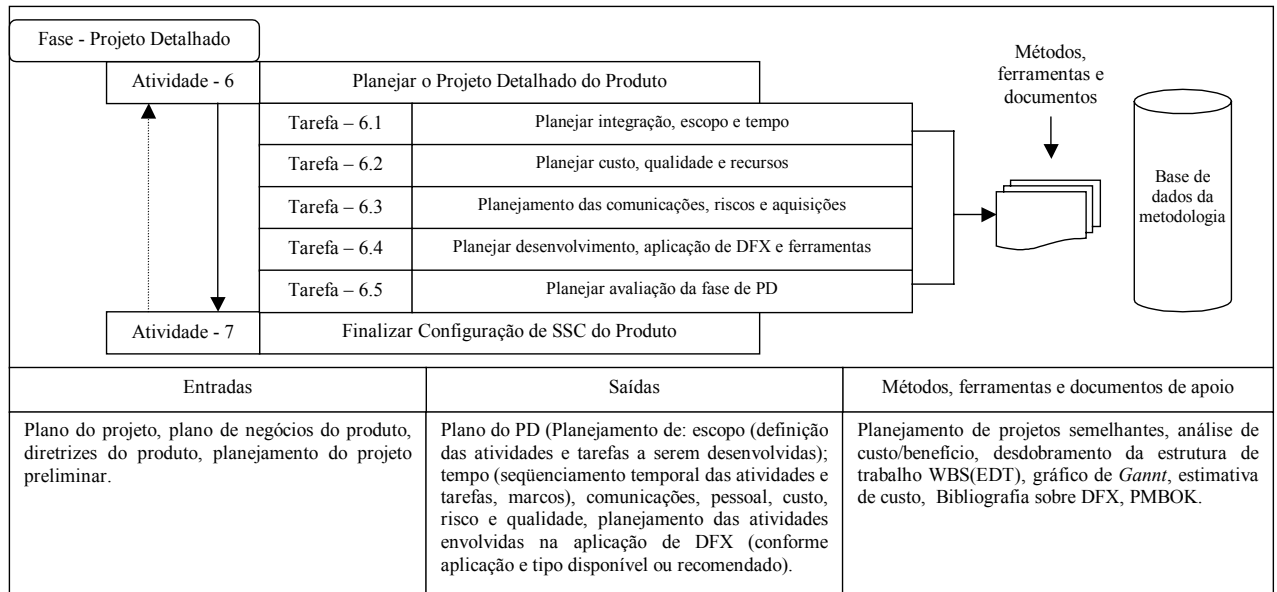 Fase - Projeto Detalhado
Atividade - 6
Planejar o Projeto Detalhado do Produto
Tarefa – 6.1
Planejar integração, escopo e tempo
Tarefa – 6.2
Planejar custo, qualidade e recursos
Tarefa – 6.3
Planejamento das comunicações, riscos e aquisições
Tarefa – 6.4
Planejar desenvolvimento, aplicação de DFX e ferramentas
Tarefa – 6.5
Planejar avaliação da fase de PD
Atividade - 7
Finalizar Configuração de SSC do Produto
Métodos,
ferramentas e
documentos
Base de
dados da
metodologia
Entradas
Plano do projeto, plano de negócios do produto,
diretrizes do produto, planejamento do projeto
preliminar.
Saídas
Plano do PD (Planejamento de: escopo (definição
das atividades e tarefas a serem desenvolvidas);
tempo (seqüenciamento temporal das atividades e
tarefas, marcos), comunicações, pessoal, custo,
risco e qualidade, planejamento das atividades
envolvidas na aplicação de DFX (conforme
aplicação e tipo disponível ou recomendado).
Métodos, ferramentas e documentos de apoio
Planejamento de projetos semelhantes, análise de
custo/benefício, desdobramento da estrutura de
trabalho WBS(EDT), gráfico de Gannt, estimativa
de custo, Bibliografia sobre DFX, PMBOK.